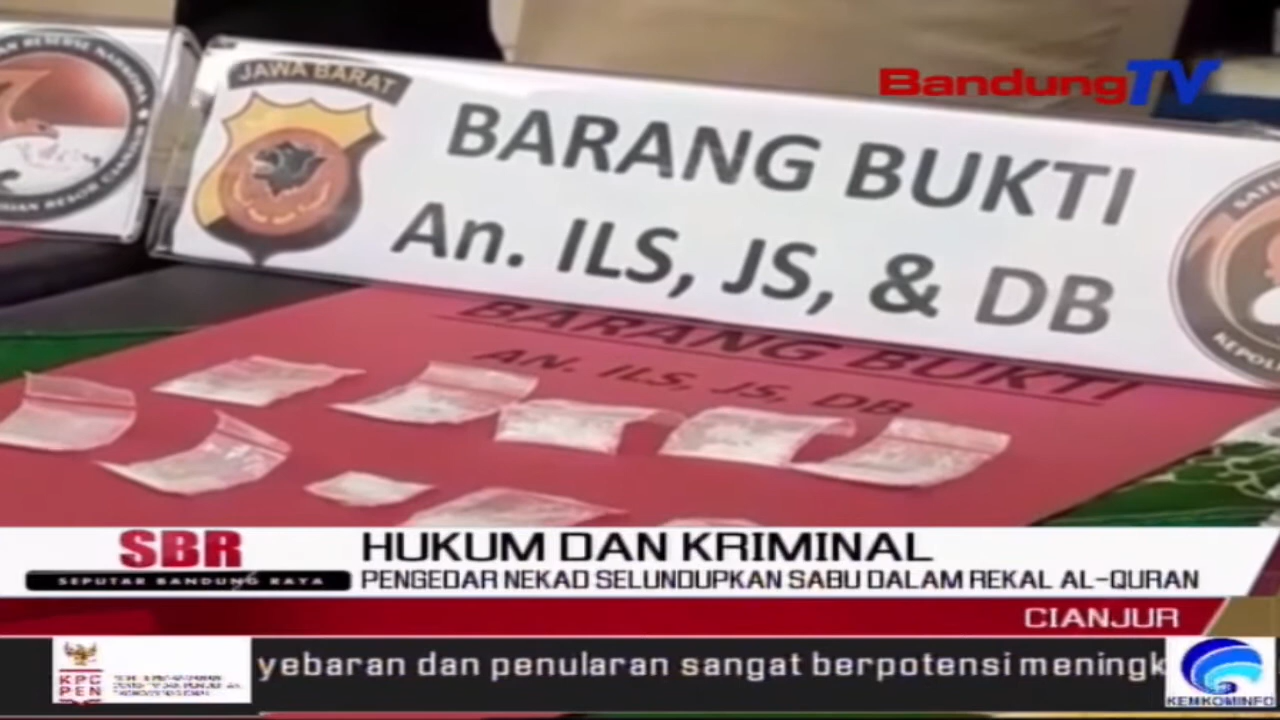 BandungTV
JAWA BARAT
BARANG BUKTI
An. ILS, JS, & DB
BARANG BUKTI
AN. ILS, JS, DB
SBR
SEPUTAR BANDUNG RAYA
HUKUM DAN KRIMINAL
PENGEDAR NEKAD SELUNDUPKAN SABU DALAM REKAL AL-QURAN
CIANJUR
KPC
PEN
yebaran dan penularan sangat berpotensi meningk
KEMKOMINFO